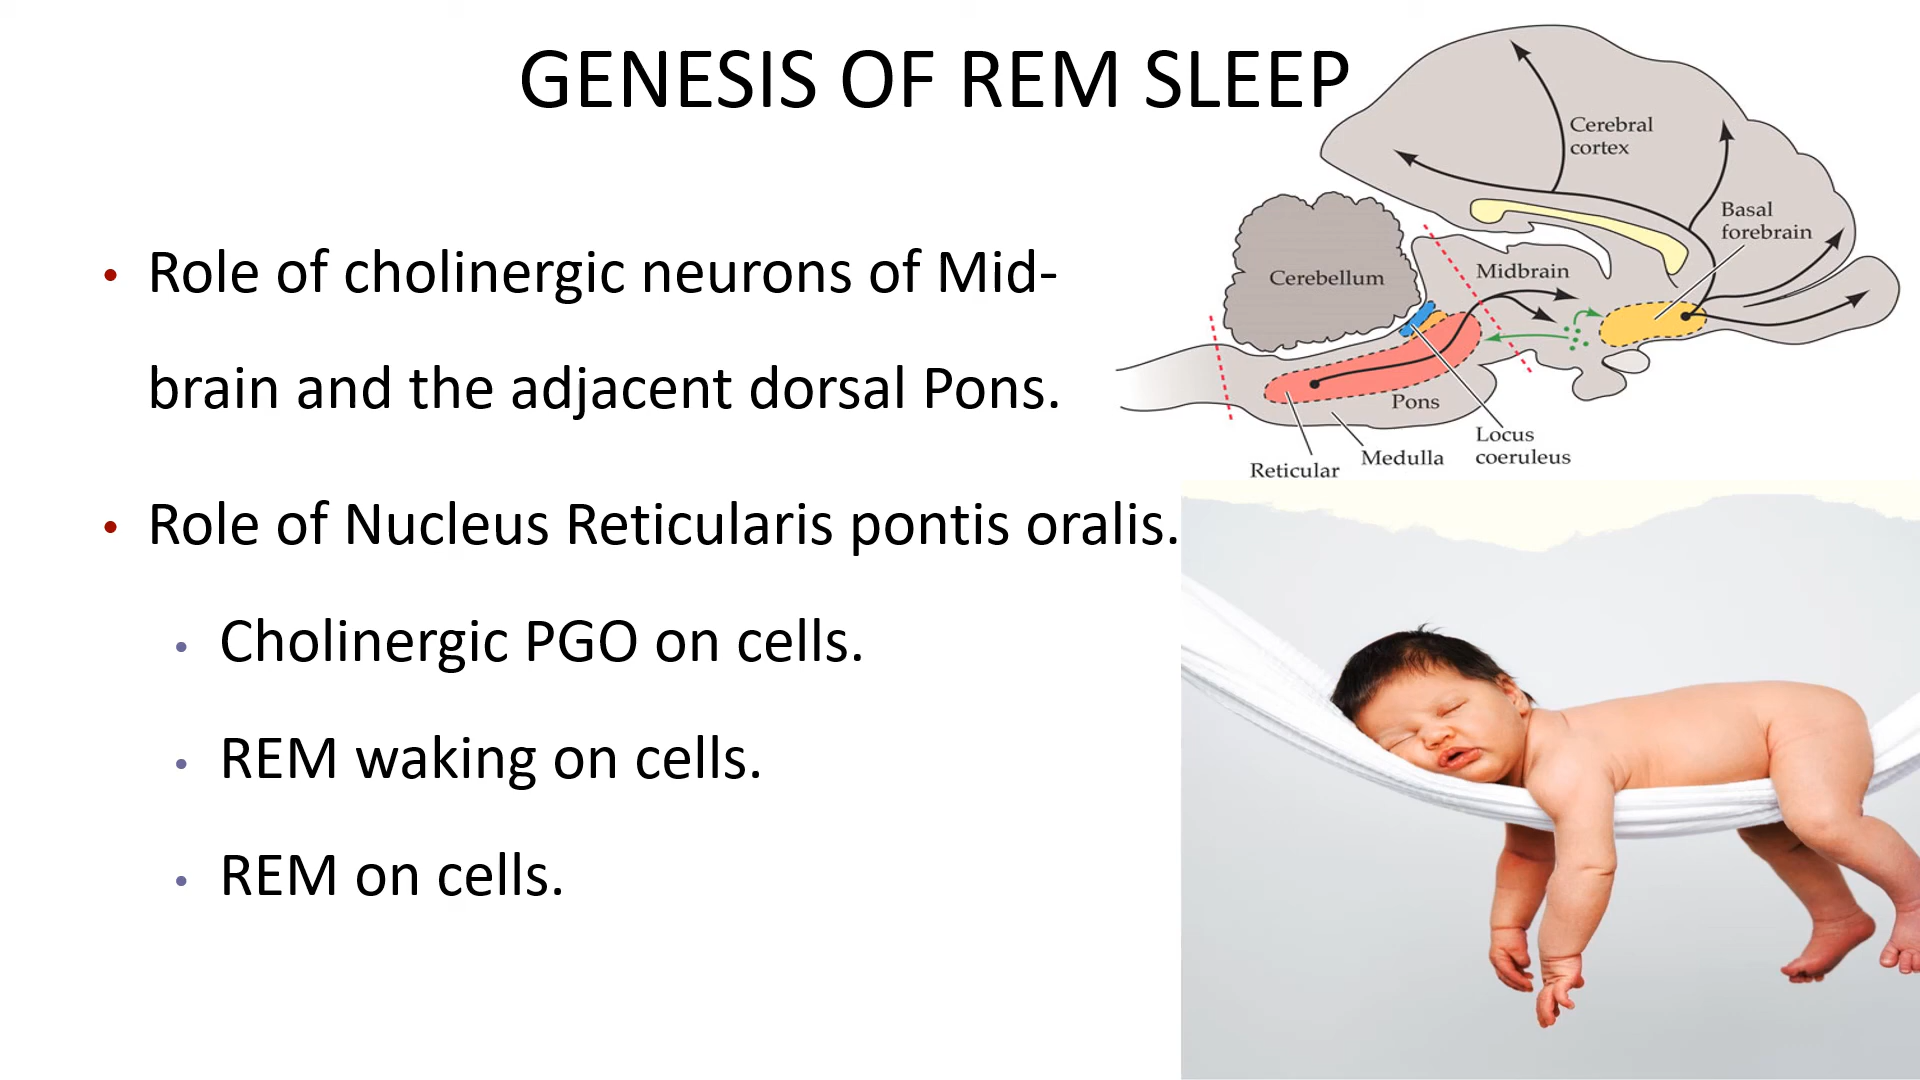 GENESIS OF REM SLEEP
• Role of cholinergic neurons of Mid-
brain and the adjacent dorsal Pons.
• Role of Nucleus Reticularis pontis oralis.
• Cholinergic PGO on cells.
• REM waking on cells.
• REM on cells.
Cerebral
cortex
Basal
forebrain
Cerebellum
Midbrain
Pons
Locus
coeruleus
Medulla
Reticular